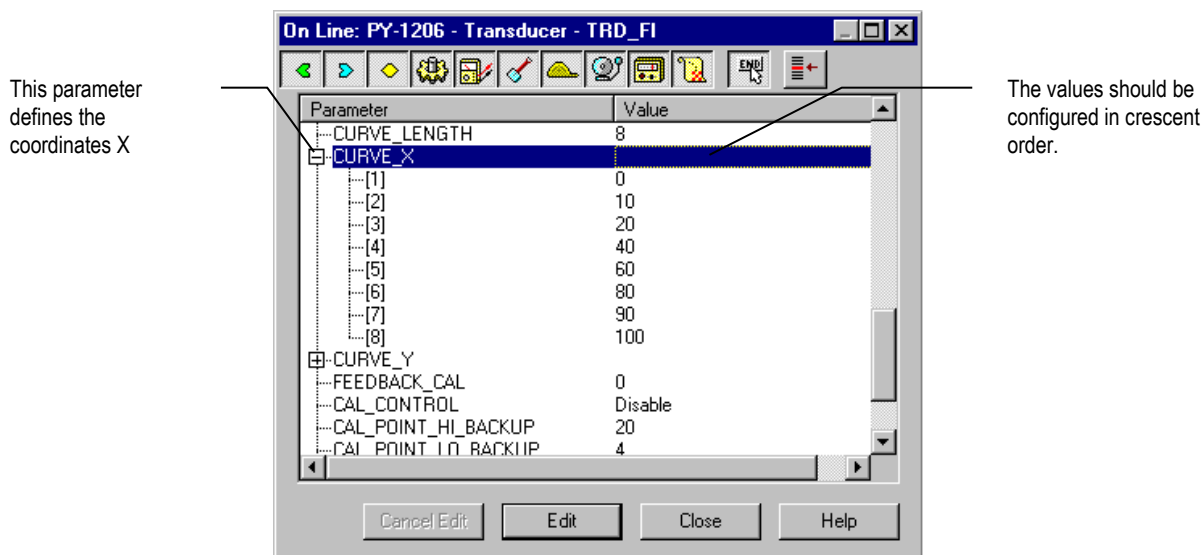 On Line: PY-1206 - Transducer - TRD_FI
END
This parameter
defines the
coordinates X
The values should be
configured in crescent
order.
Parameter Value
CURVE_LENGTH 8
CURVE_X
[1] 0
[2] 10
[3] 20
[4] 40
[5] 60
[6] 80
[7] 90
[8] 100
CURVE_Y
FEEDBACK_CAL 0
CAL_CONTROL Disable
CAL_POINT_HI_BACKUP 20
CAL_POINT_LO_BACKUP 4
Cancel Edit Edit Close Help